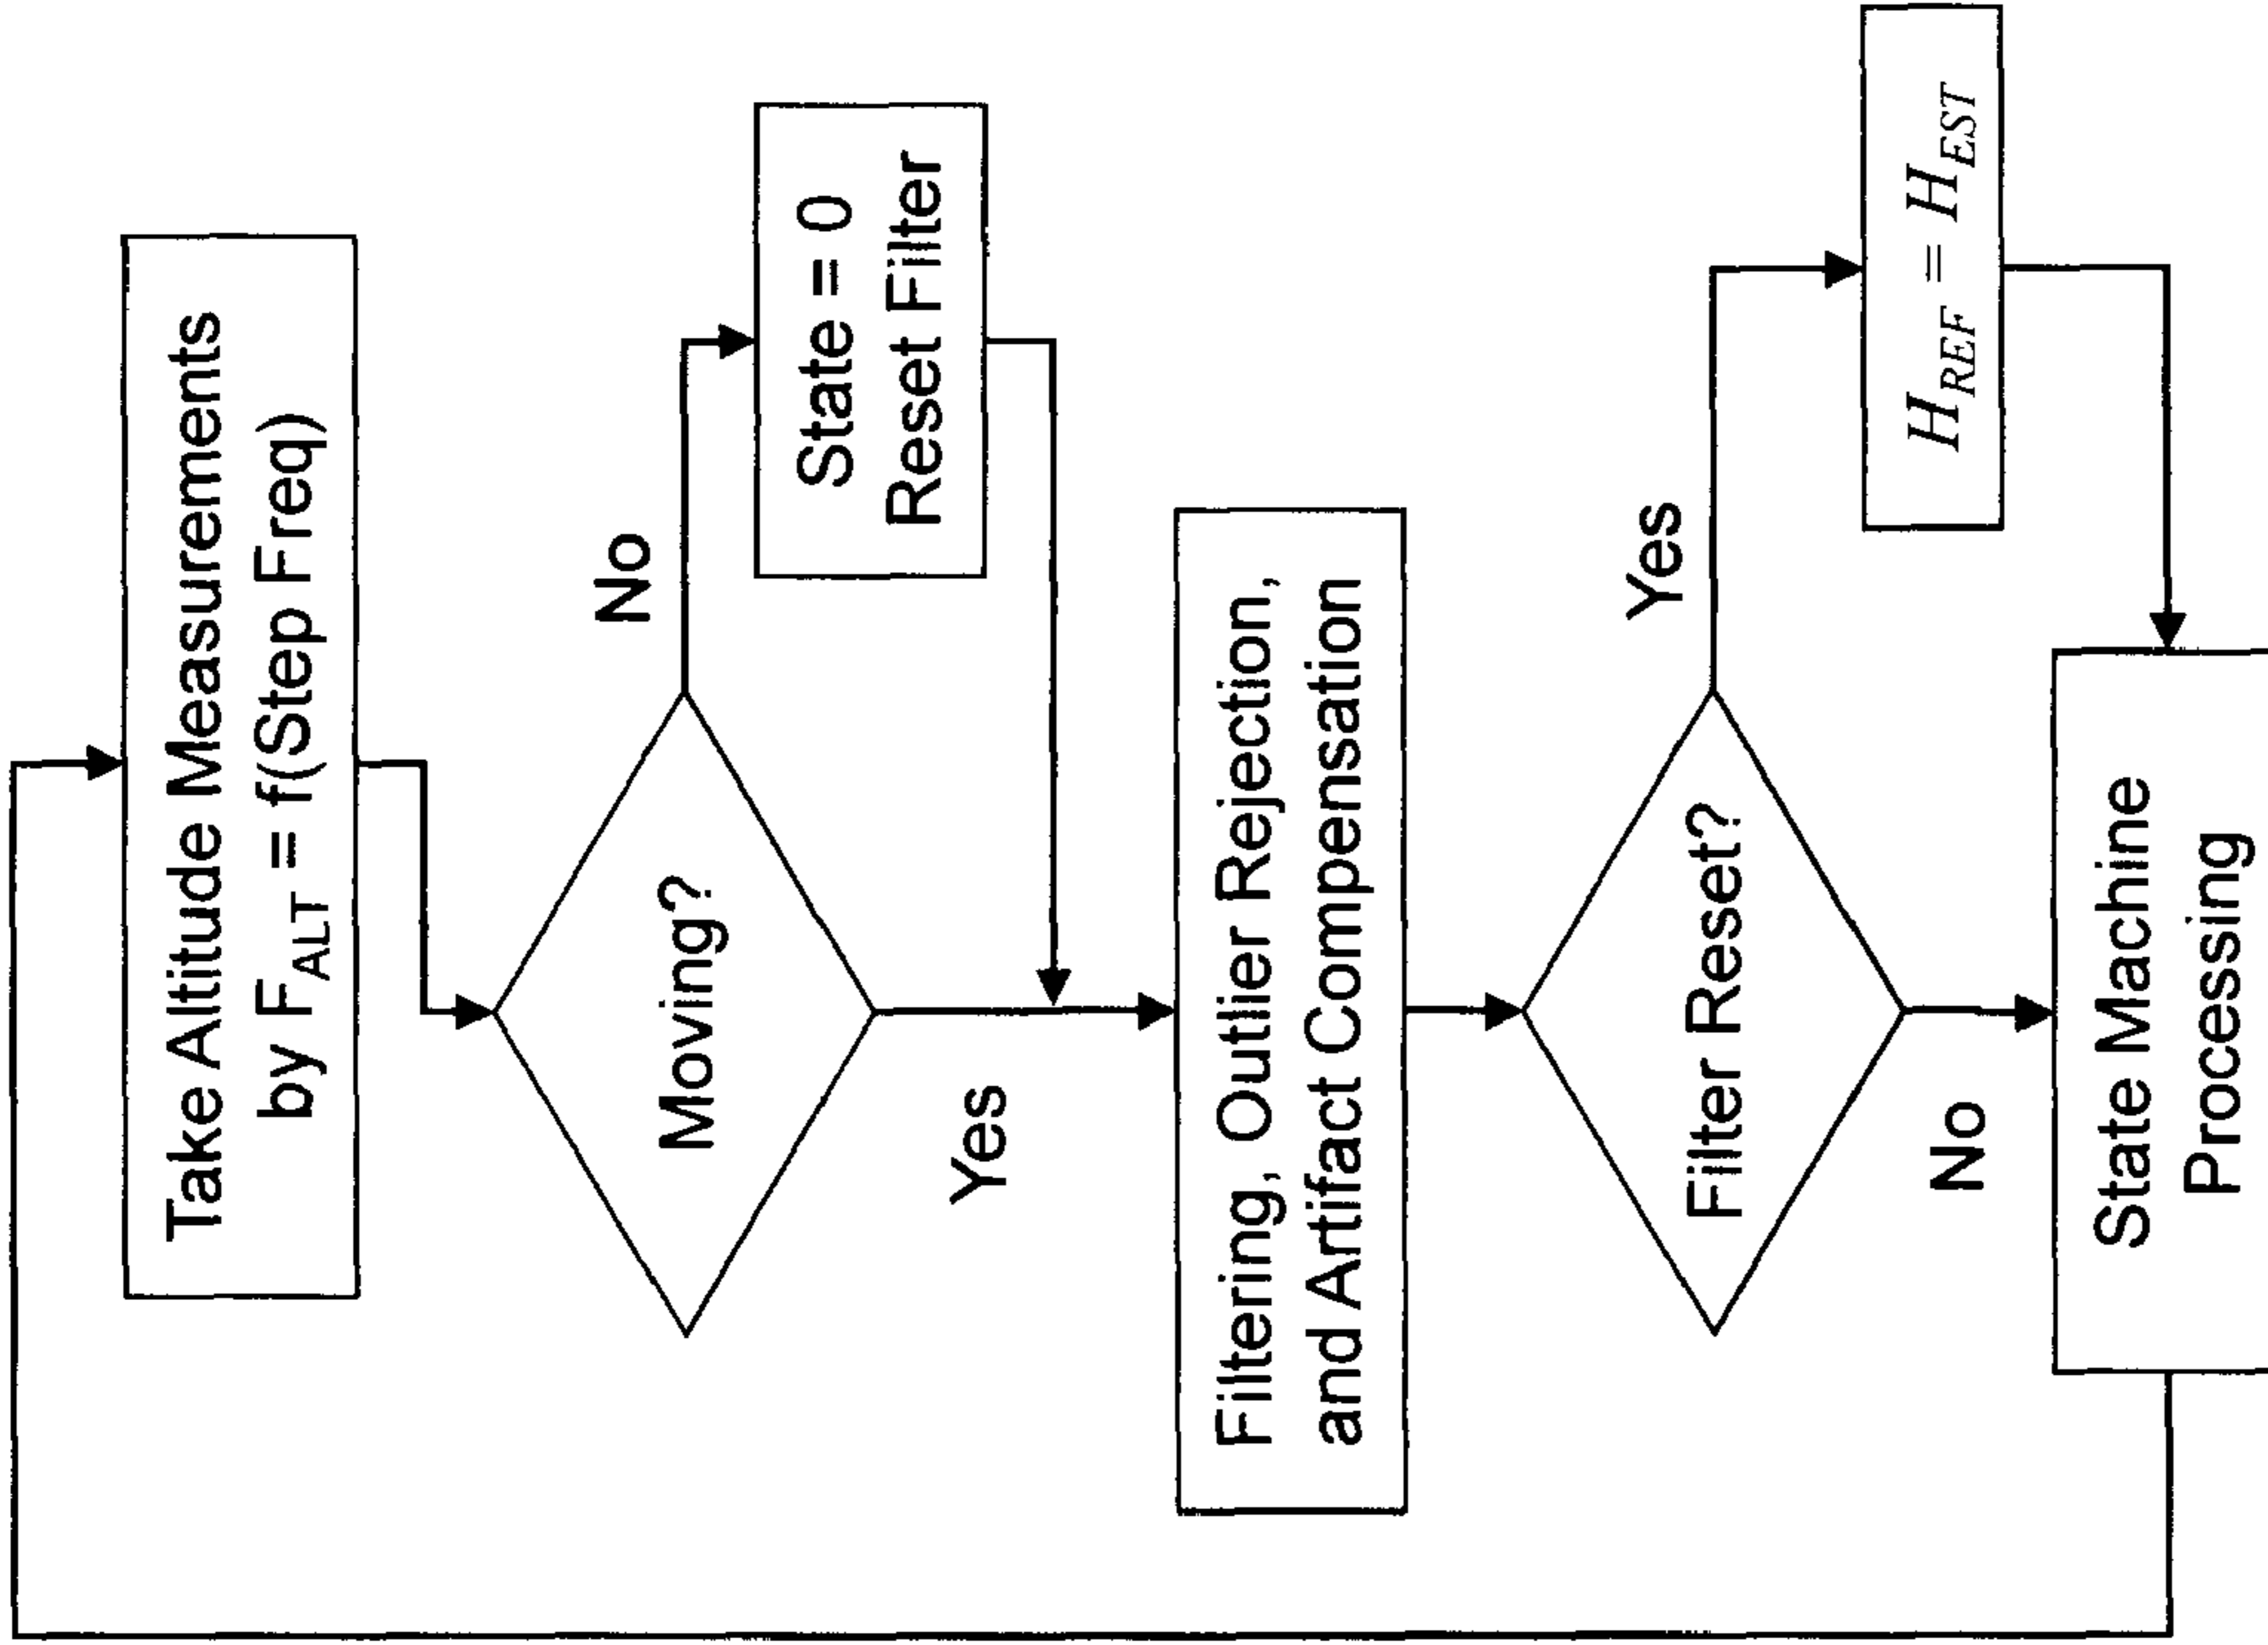 Take Altitude Measurements
by F_ALT = f(Step Freq)
Moving?
No
State = 0
Reset Filter
Yes
Filtering, Outlier Rejection,
and Artifact Compensation
Filter Reset?
Yes
H_REF = H_EST
No
State Machine
Processing